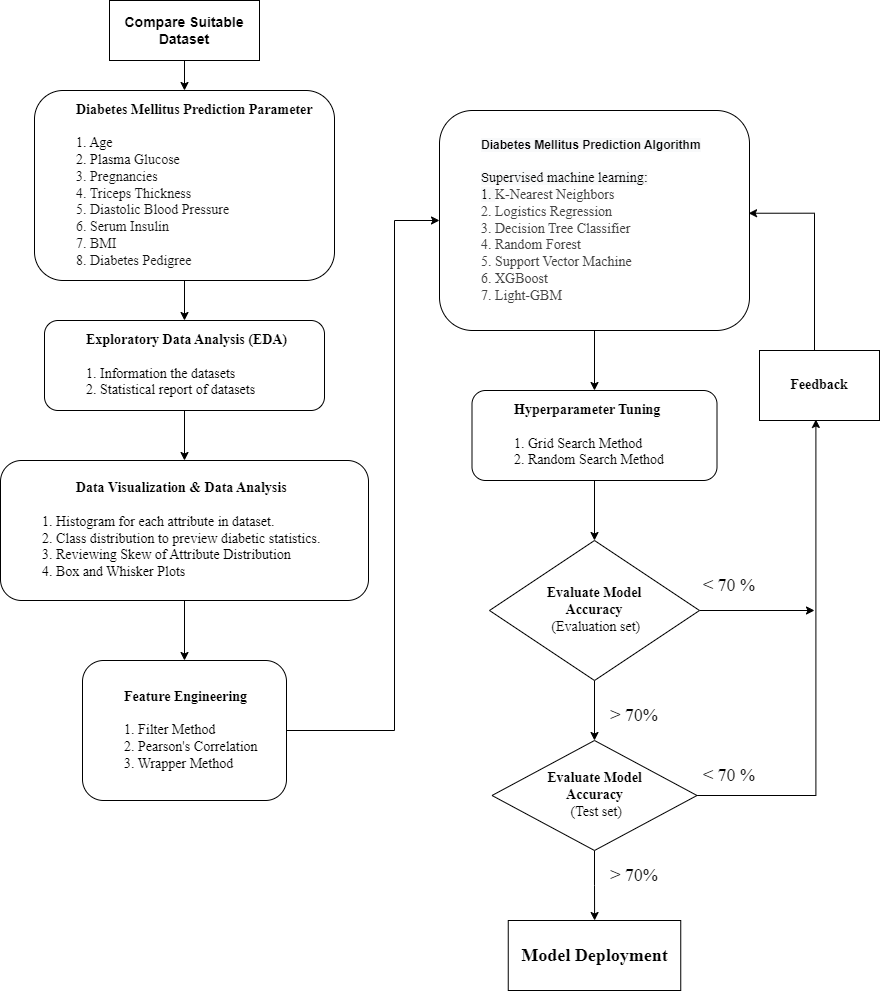 Compare Suitable
Dataset
Diabetes Mellitus Prediction Parameter
1. Age
2. Plasma Glucose
3. Pregnancies
4. Triceps Thickness
5. Diastolic Blood Pressure
6. Serum Insulin
7. BMI
8. Diabetes Pedigree
Exploratory Data Analysis (EDA)
1. Information the datasets
2. Statistical report of datasets
Data Visualization & Data Analysis
1. Histogram for each attribute in dataset.
2. Class distribution to preview diabetic statistics.
3. Reviewing Skew of Attribute Distribution
4. Box and Whisker Plots
Feature Engineering
1. Filter Method
2. Pearson's Correlation
3. Wrapper Method
Diabetes Mellitus Prediction Algorithm
Supervised machine learning:
1. K-Nearest Neighbors
2. Logistics Regression
3. Decision Tree Classifier
4. Random Forest
5. Support Vector Machine
6. XGBoost
7. Light-GBM
Feedback
Hyperparameter Tuning
1. Grid Search Method
2. Random Search Method
Evaluate Model
Accuracy
(Evaluation set)
< 70 %
> 70%
Evaluate Model
Accuracy
(Test set)
< 70 %
> 70%
Model Deployment